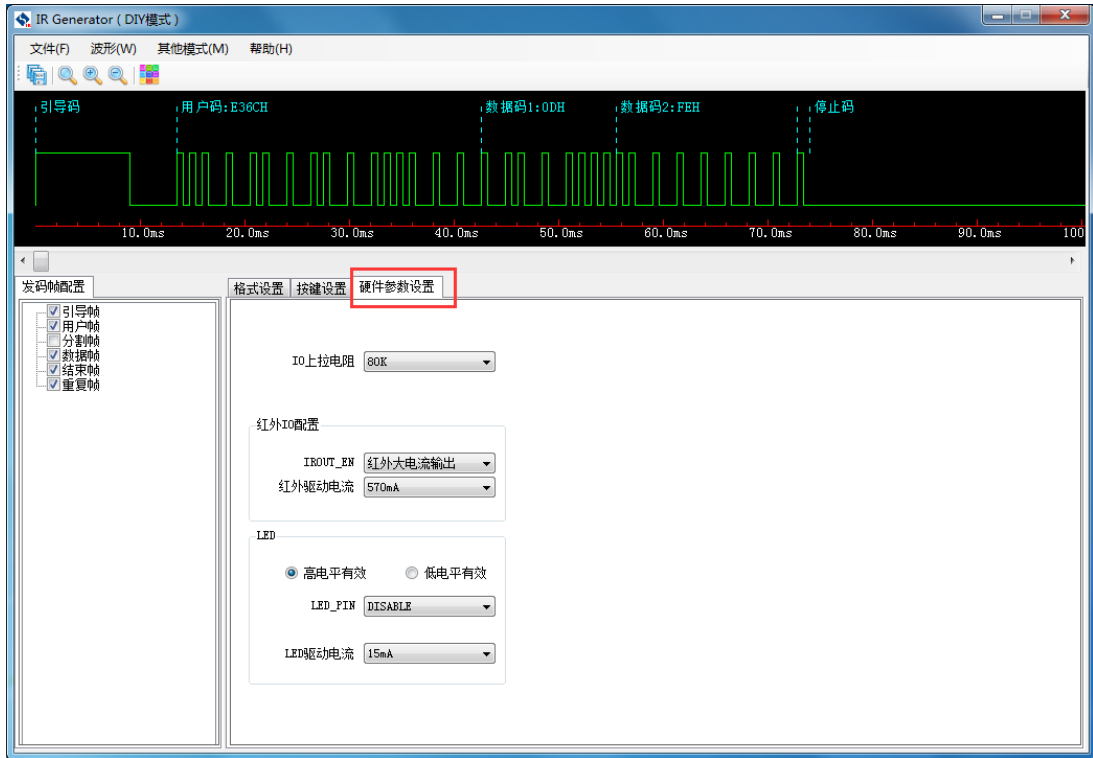 IR Generator ( DIY模式 )
文件(F) 波形(W) 其他模式(M) 帮助(H)
引导码 用户码:E36CH 数据码1:0DH 数据码2:FEH 停止码
10.0ms 20.0ms 30.0ms 40.0ms 50.0ms 60.0ms 70.0ms 80.0ms 90.0ms 100
发码帧配置
引导帧
用户帧
分割帧
数据帧
结束帧
重复帧
格式设置 按键设置 硬件参数设置
IO上拉电阻 80K
红外IO配置
IROUT_EN 红外大电流输出
红外驱动电流 570mA
LED
高电平有效 低电平有效
LED_PIN DISABLE
LED驱动电流 15mA